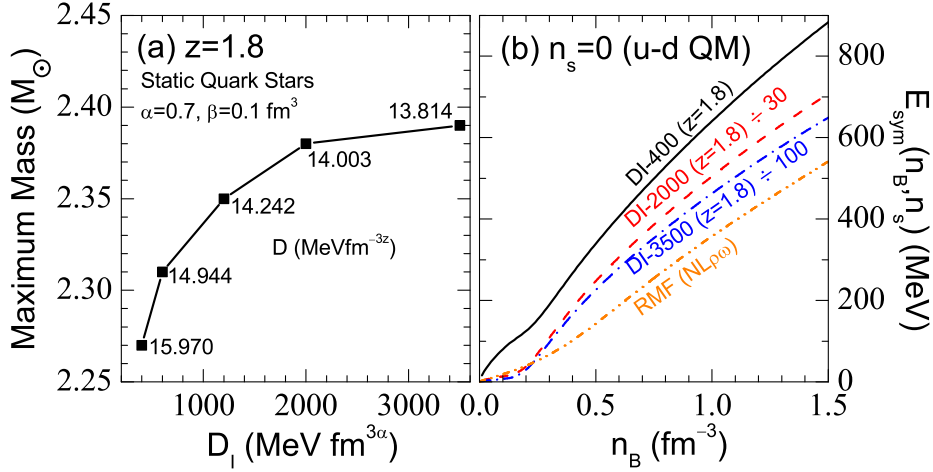 (a) z=1.8
Static Quark Stars
α=0.7, β=0.1 fm³
13.814
14.003
14.242
D (MeVfm⁻³ᶻ)
14.944
15.970
2.45
2.40
2.35
2.30
2.25
Maximum Mass (M☉)
1000 2000 3000
D_I (MeV fm³ᵅ)
(b) n_s=0 (u-d QM)
DI-400 (z=1.8)
DI-2000 (z=1.8) ÷ 30
DI-3500 (z=1.8) ÷ 100
RMF (NLρω)
800
600
400
200
0
E_sym(n_B,n_s) (MeV)
0.0 0.5 1.0 1.5
n_B (fm⁻³)